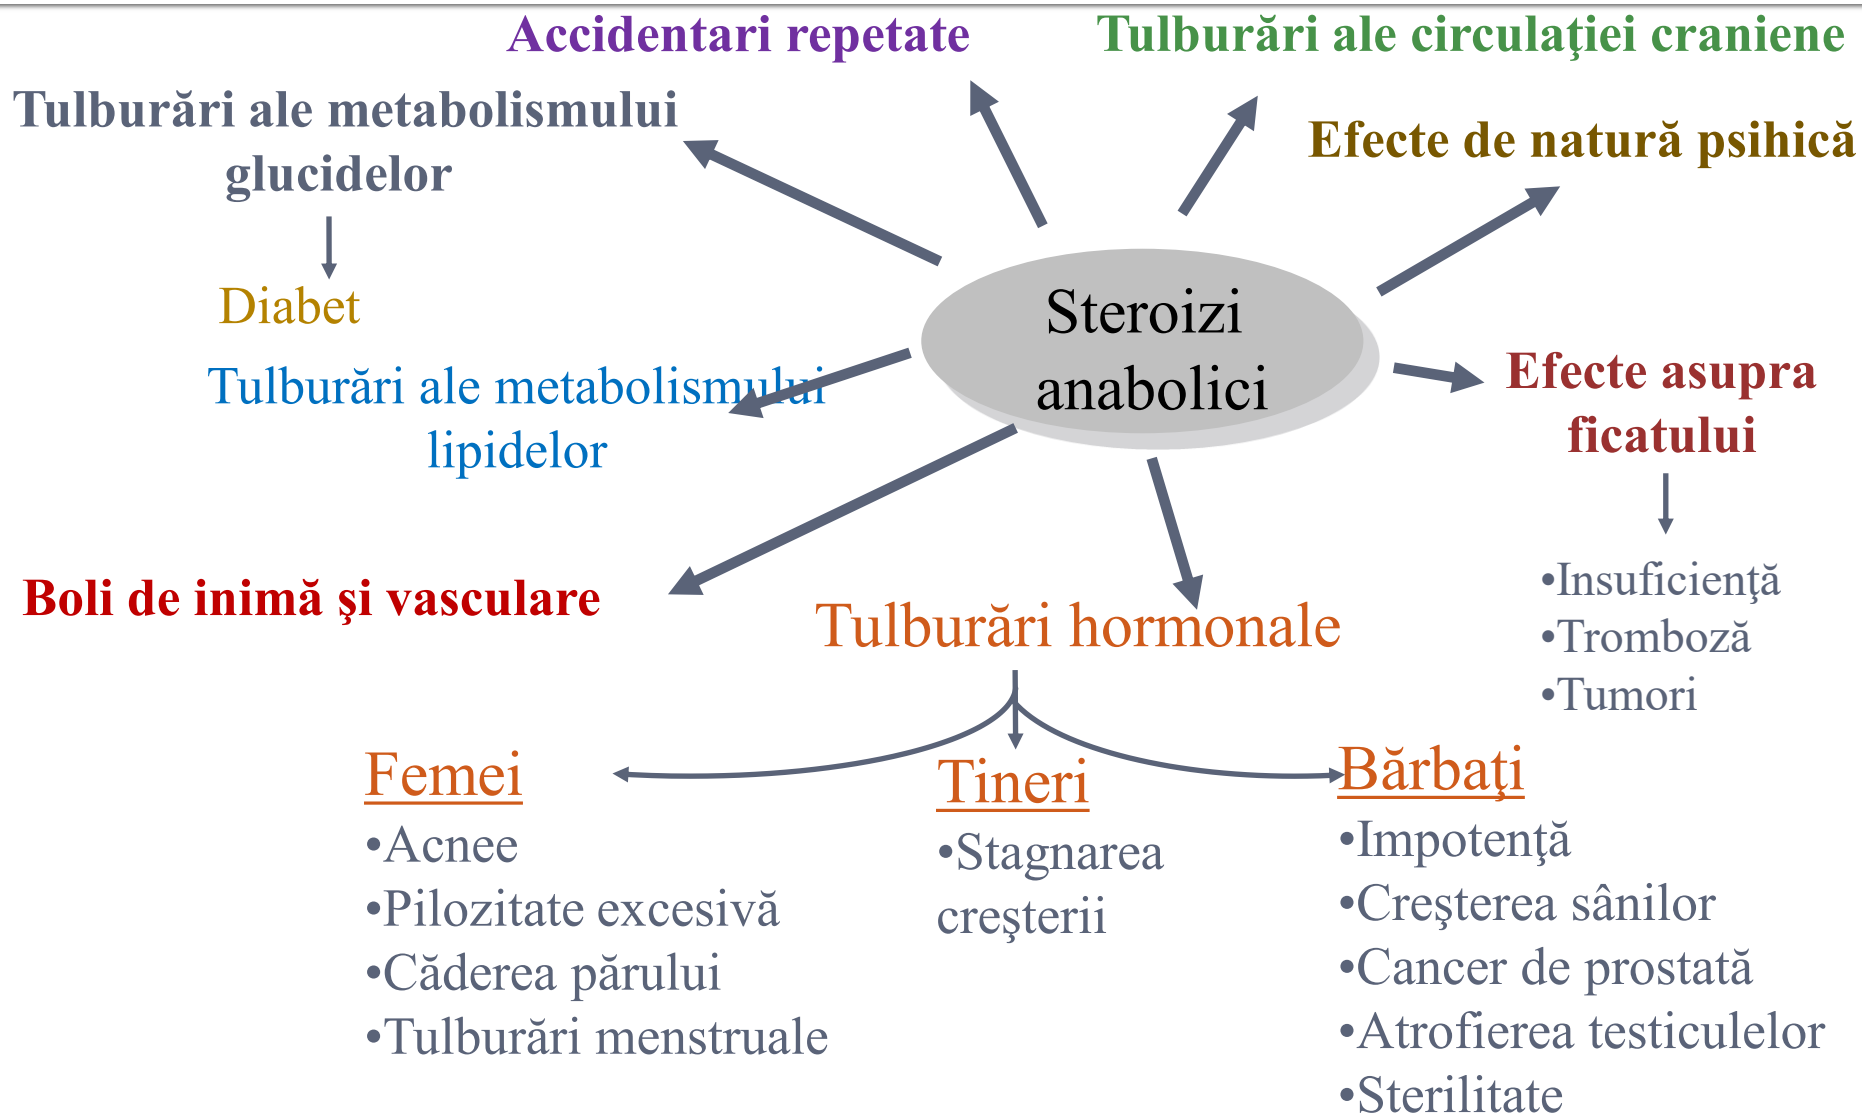 Accidentari repetate
Tulburări ale circulaţiei craniene
Tulburări ale metabolismului
glucidelor
Efecte de natură psihică
Diabet
Steroizi
anabolici
Tulburări ale metabolismului
lipidelor
Efecte asupra
ficatului
•Insuficienţă
•Tromboză
•Tumori
Boli de inimă şi vasculare
Tulburări hormonale
Femei
•Acnee
•Pilozitate excesivă
•Căderea părului
•Tulburări menstruale
Tineri
•Stagnarea
creşterii
Bărbaţi
•Impotenţă
•Creşterea sânilor
•Cancer de prostată
•Atrofierea testiculelor
•Sterilitate